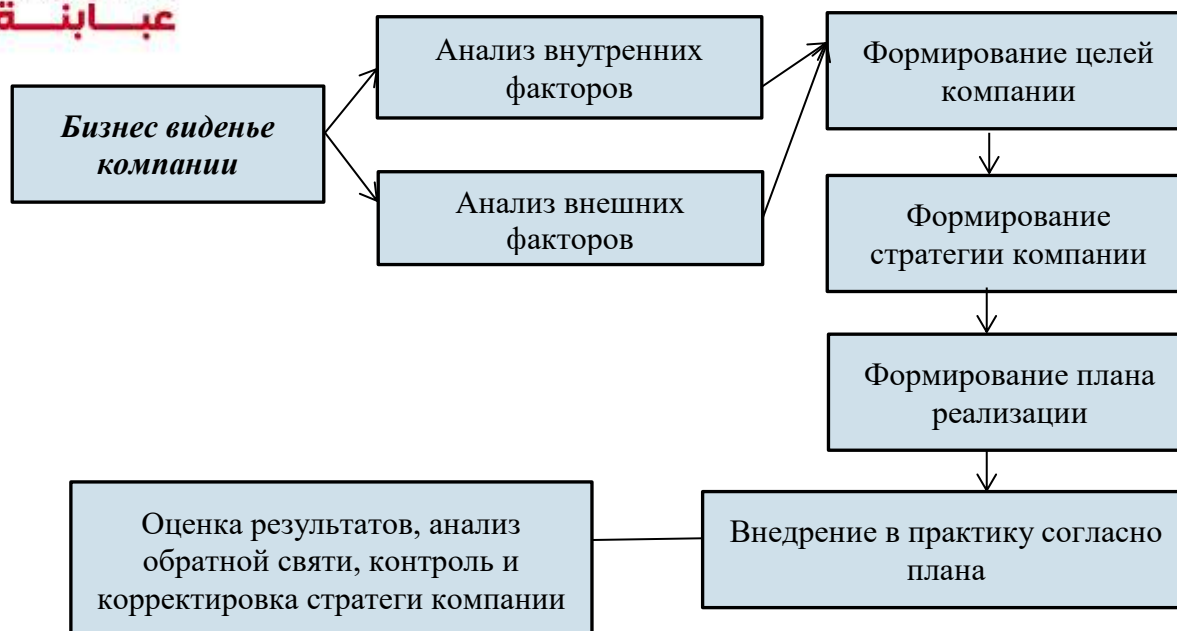 عبابنة
Бизнес виденье
компании
Анализ внутренних
факторов
Анализ внешних
факторов
Формирование целей
компании
Формирование
стратегии компании
Формирование плана
реализации
Внедрение в практику согласно
плана
Оценка результатов, анализ
обратной святи, контроль и
корректировка стратеги компании